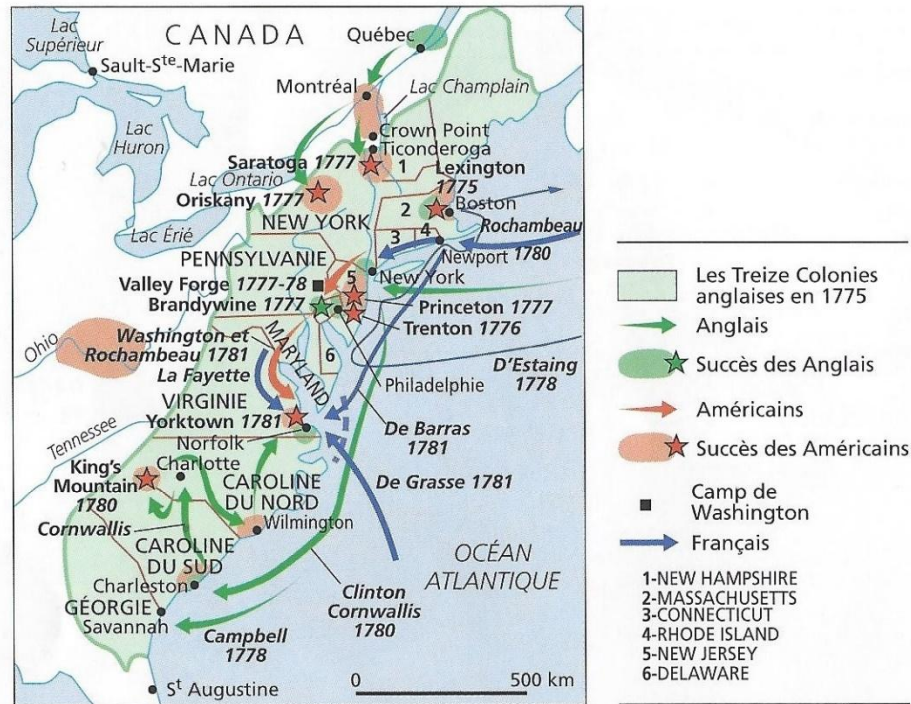 Lac
Supérieur
CANADA
Québec
Sault-Ste-Marie
Montréal
Lac Champlain
Lac
Huron
Crown Point
Ticonderoga
Saratoga 1777
1
Lexington
1775
Lac Ontario
Oriskany 1777
2
Boston
NEW YORK
Rochambeau
Lac Érié
3
4
Newport
1780
PENNSYLVANIE
New York
Valley Forge 1777-78
5
Brandywine 1777
Princeton 1777
Trenton 1776
Ohio
Washington et
Rochambeau 1781
MARYLAND
6
D'Estaing
1778
La Fayette
Philadelphie
VIRGINIE
Yorktown 1781
Tennessee
Norfolk
De Barras
1781
King's
Mountain
1780
Charlotte
CAROLINE
DU NORD
De Grasse 1781
Cornwallis
Wilmington
CAROLINE
DU SUD
OCÉAN
ATLANTIQUE
Charleston
Clinton
Cornwallis
1780
GÉORGIE
Savannah
Campbell
1778
St Augustine
0
500 km
Les Treize Colonies
anglaises en 1775
Anglais
Succès des Anglais
Américains
Succès des Américains
Camp de
Washington
Français
1-NEW HAMPSHIRE
2-MASSACHUSETTS
3-CONNECTICUT
4-RHODE ISLAND
5-NEW JERSEY
6-DELAWARE